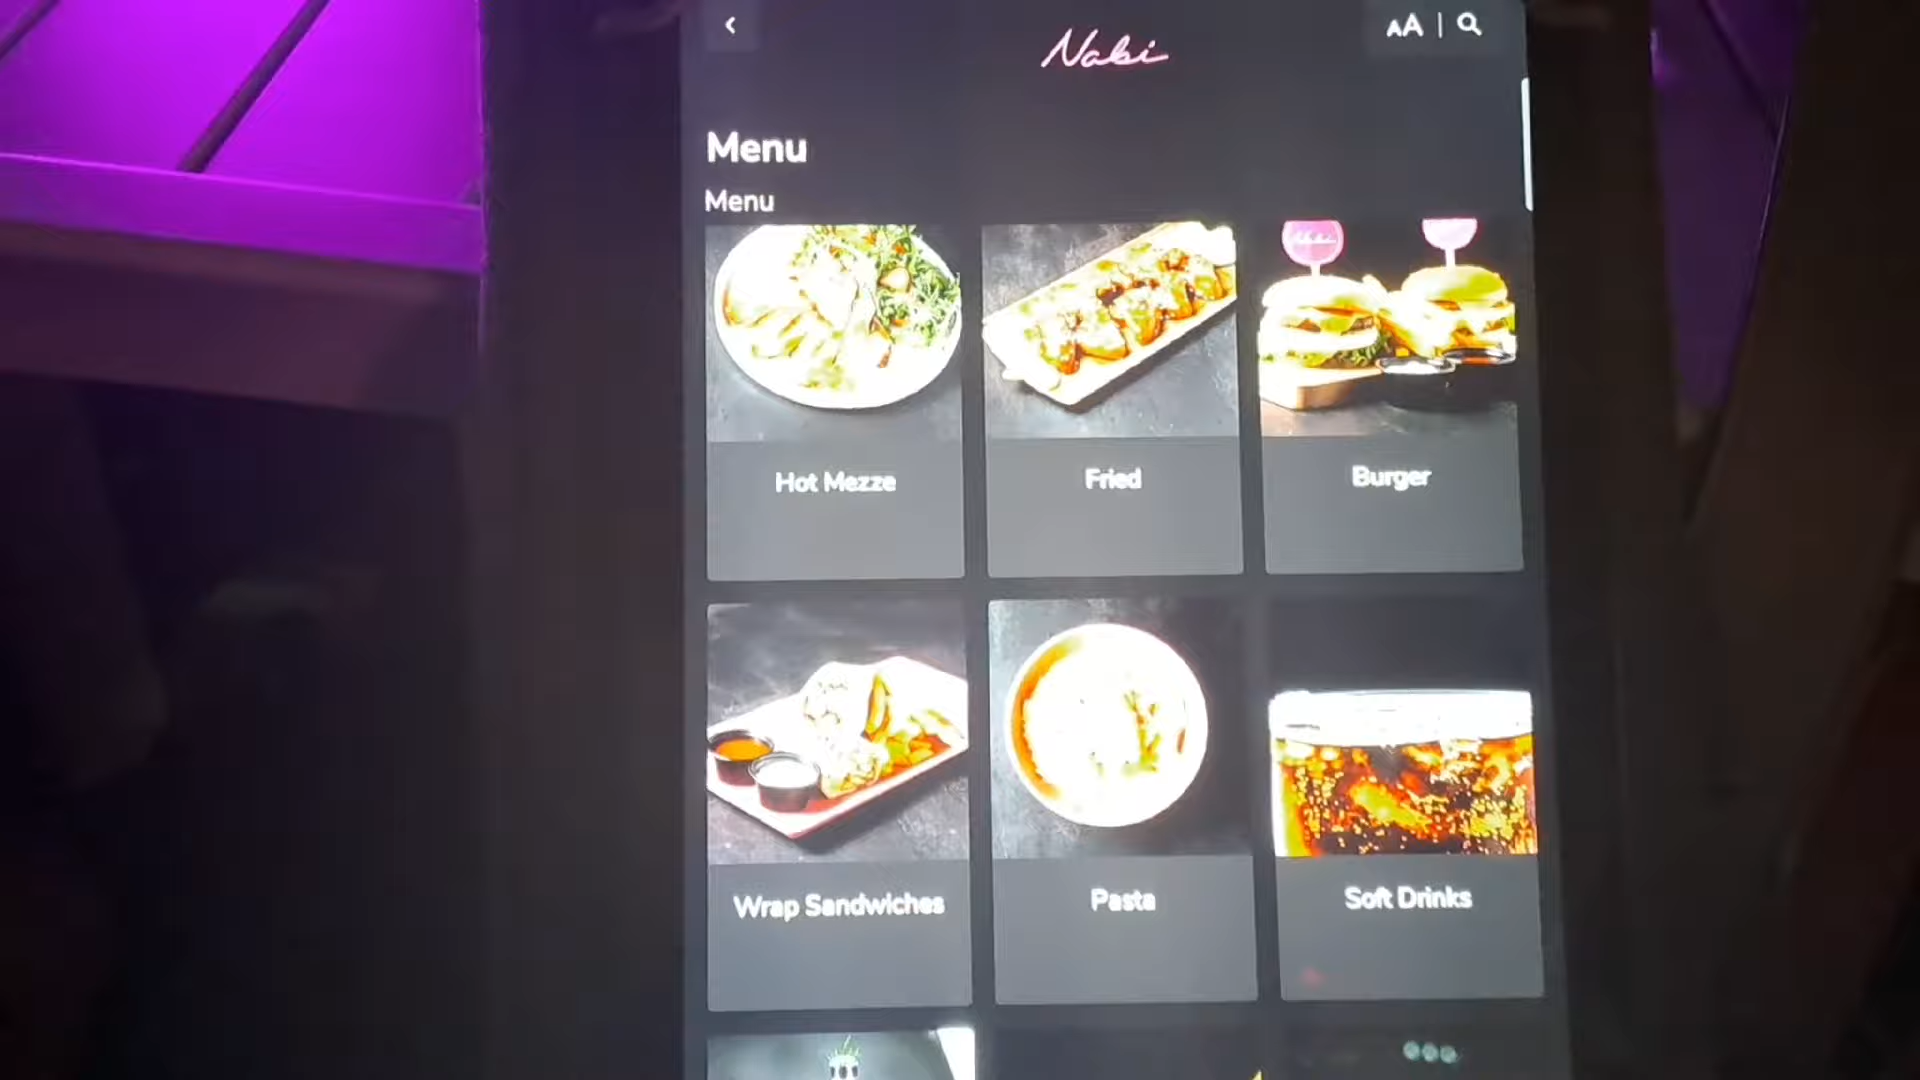 AA
Nabi
Menu
Menu
Hot Mezze
Fried
Burger
Wrap Sandwiches
Pasta
Soft Drinks